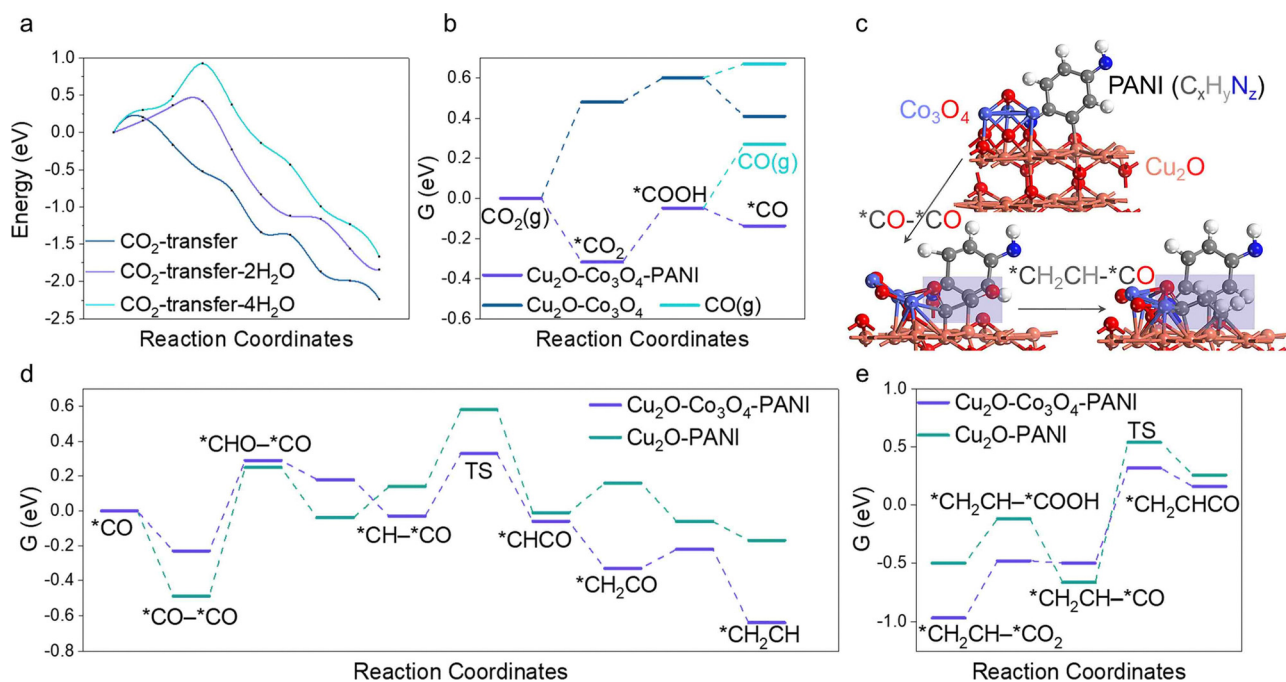 a
1.0
0.5
0.0
-0.5
-1.0
-1.5
-2.0
-2.5
Energy (eV)
CO₂-transfer
CO₂-transfer-2H₂O
CO₂-transfer-4H₂O
Reaction Coordinates
b
0.6
0.4
0.2
0.0
-0.2
-0.4
-0.6
G (eV)
CO₂(g)
*CO₂
*COOH
CO(g)
*CO
Cu₂O-Co₃O₄-PANI
Cu₂O-Co₃O₄
CO(g)
Reaction Coordinates
c
PANI (CₓHᵧN_z)
Co₃O₄
Cu₂O
*CO-*CO
*CH₂CH-*CO
d
0.6
0.4
0.2
0.0
-0.2
-0.4
-0.6
-0.8
G (eV)
Cu₂O-Co₃O₄-PANI
Cu₂O-PANI
*CO
*CO–*CO
*CHO–*CO
*CH–*CO
TS
*CHCO
*CH₂CO
*CH₂CH
Reaction Coordinates
e
1.0
0.5
0.0
-0.5
-1.0
G (eV)
Cu₂O-Co₃O₄-PANI
Cu₂O-PANI
TS
*CH₂CH–*COOH
*CH₂CHCO
*CH₂CH–*CO
*CH₂CH–*CO₂
Reaction Coordinates